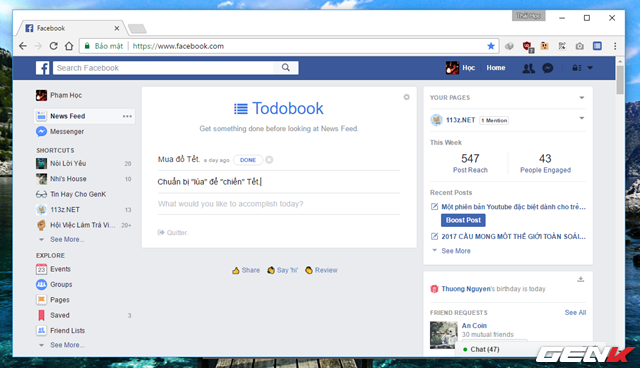 Thái Học
Facebook
Bảo mật
https://www.facebook.com
Search Facebook
Học
Home
Phạm Học
News Feed
Messenger
SHORTCUTS
Nói Lời Yêu 20
Nhi's House 19
Tin Hay Cho GenK
113Z.NET 13
Hội Việc Làm Trà Vi... 20+
See More...
EXPLORE
Events
Groups
Pages
Saved 3
Friend Lists
See More...
Todobook
Get something done before looking at News Feed.
Mua đồ Tết. a day ago DONE
Chuẩn bị "lúa" để "chiến" Tết.
What would you like to accomplish today?
Quitter
Share
Say 'hi'
Review
YOUR PAGES
113Z.NET 1 Mention
This Week
547 43
Post Reach People Engaged
Recent Posts
Một phiên bản Youtube đặc biệt dành cho trẻ...
Boost Post
2017 CẦU MONG MỘT THẾ GIỚI TOÀN SOÁI...
See More
Thuong Nguyen's birthday is today
FRIEND REQUESTS See All
An Coin
30 mutual friends
Chat (47)
GENK